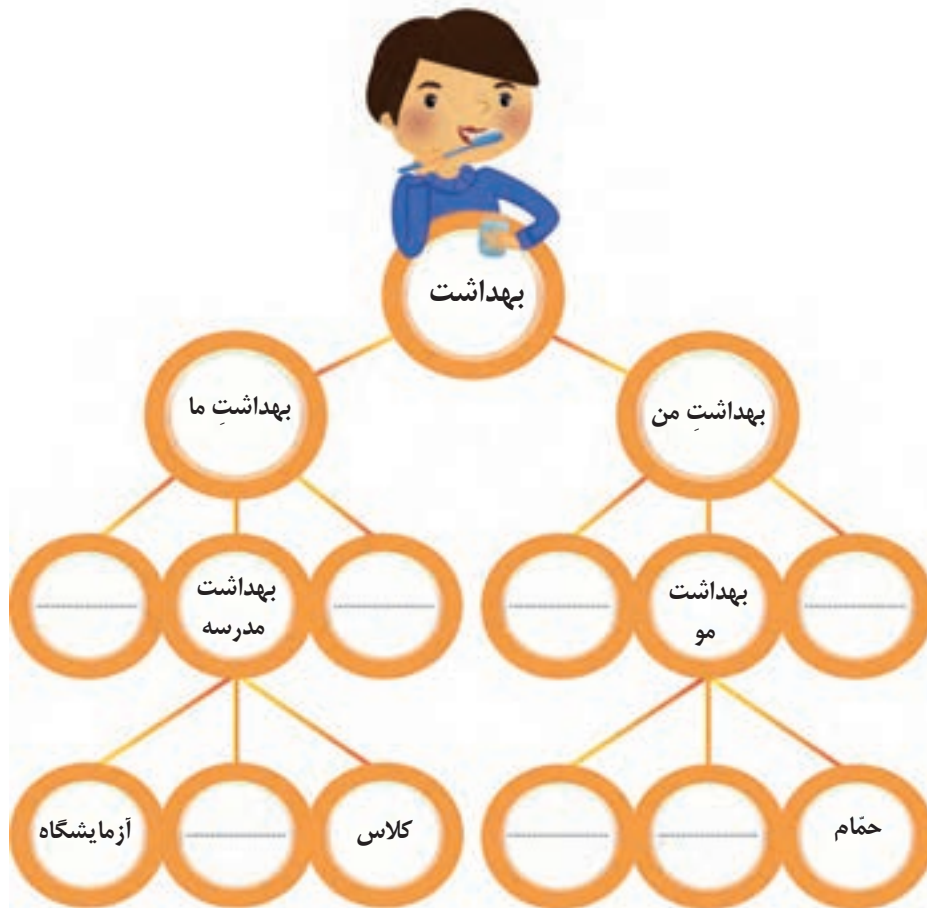 بهداشت
بهداشتِ من
بهداشتِ ما
بهداشت
مو
بهداشت
مدرسه
حمّام
کلاس
آزمایشگاه